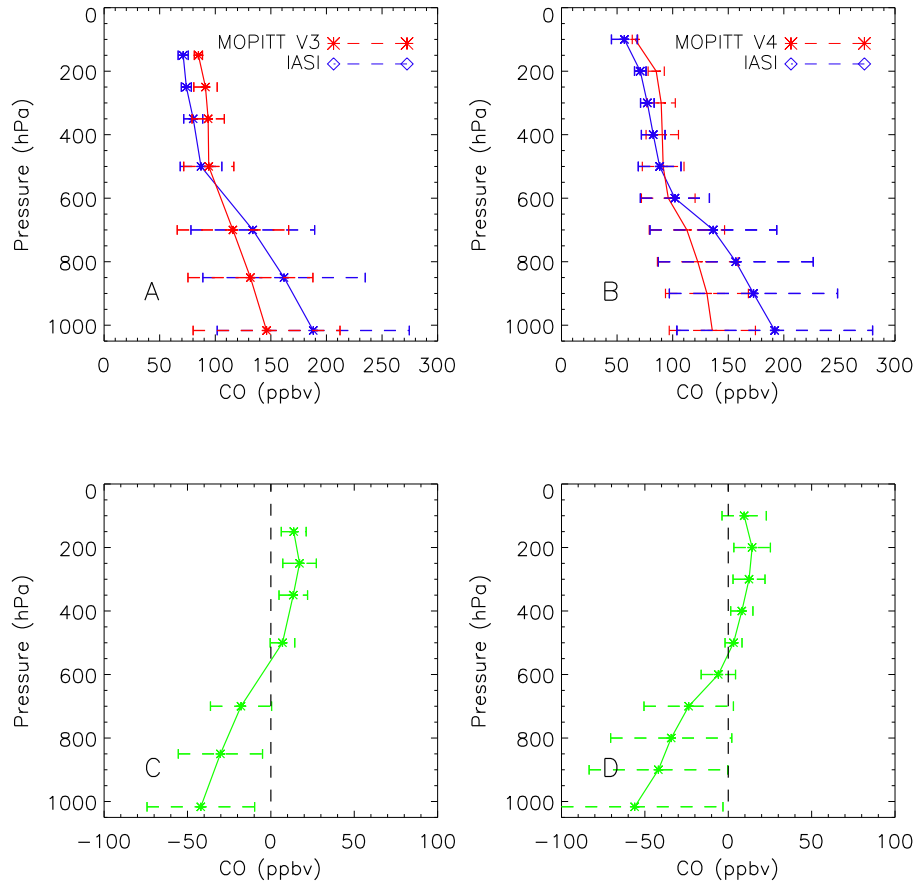 MOPITT V3
IASI
A
Pressure (hPa)
0
200
400
600
800
1000
0 50 100 150 200 250 300
CO (ppbv)
MOPITT V4
IASI
B
Pressure (hPa)
0
200
400
600
800
1000
0 50 100 150 200 250 300
CO (ppbv)
C
Pressure (hPa)
0
200
400
600
800
1000
−100 −50 0 50 100
CO (ppbv)
D
Pressure (hPa)
0
200
400
600
800
1000
−100 −50 0 50 100
CO (ppbv)